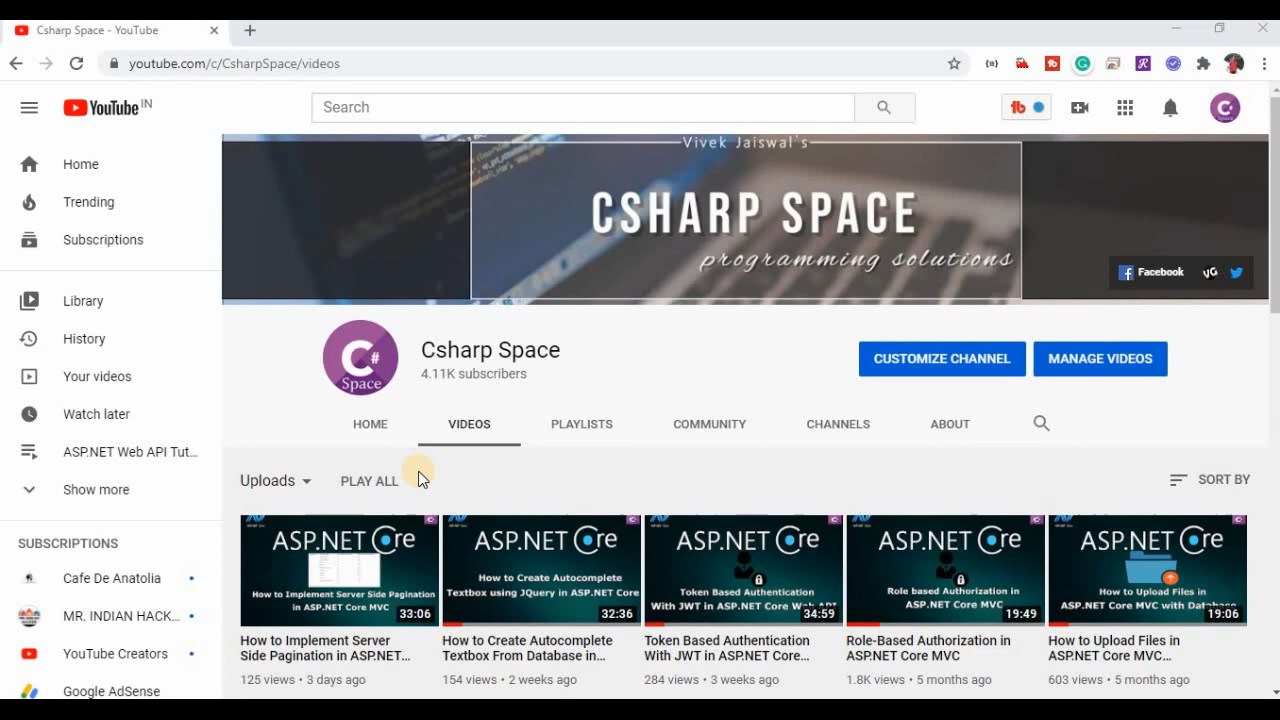 Csharp Space - YouTube
youtube.com/c/CsharpSpace/videos
YouTube IN
Search
Home
Trending
Subscriptions
Library
History
Your videos
Watch later
ASP.NET Web API Tut...
Show more
SUBSCRIPTIONS
Cafe De Anatolia
MR. INDIAN HACK...
YouTube Creators
Google AdSense
Vivek Jaiswal's
CSHARP SPACE
programming solutions
Facebook
C#
Space
Csharp Space
4.11K subscribers
CUSTOMIZE CHANNEL
MANAGE VIDEOS
HOME VIDEOS PLAYLISTS COMMUNITY CHANNELS ABOUT
Uploads PLAY ALL
SORT BY
ASP.NET Core
How to Implement Server Side Pagination
in ASP.NET Core MVC
33:06
How to Implement Server
Side Pagination in ASP.NET...
125 views • 3 days ago
ASP.NET Core
How to Create Autocomplete
Textbox using JQuery in ASP.NET Core
32:36
How to Create Autocomplete
Textbox From Database in...
154 views • 2 weeks ago
ASP.NET Core
Token Based Authentication
With JWT in ASP.NET Core Web API
34:59
Token Based Authentication
With JWT in ASP.NET Core...
284 views • 3 weeks ago
ASP.NET Core
Role based Authorization in
ASP.NET Core MVC
19:49
Role-Based Authorization in
ASP.NET Core MVC
1.8K views • 5 months ago
ASP.NET Core
How to Upload Files in
ASP.NET Core MVC with Database
19:06
How to Upload Files in
ASP.NET Core MVC...
603 views • 5 months ago